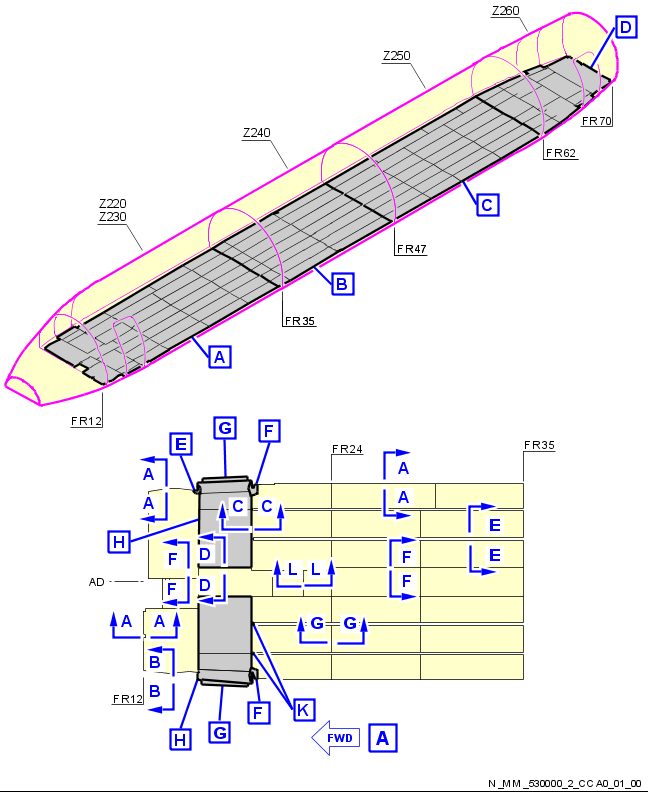 Z260
D
Z250
FR70
Z240
FR62
C
Z220
Z230
FR47
B
FR35
A
FR12
G
F
E
FR24
FR35
A
A
A
A
C
C
E
H
F
D
F
E
L
L
AD
F
D
F
A
A
G
G
B
B
FR12
F
K
H
G
FWD
A
N_MM_530000_2_CCA0_01_00